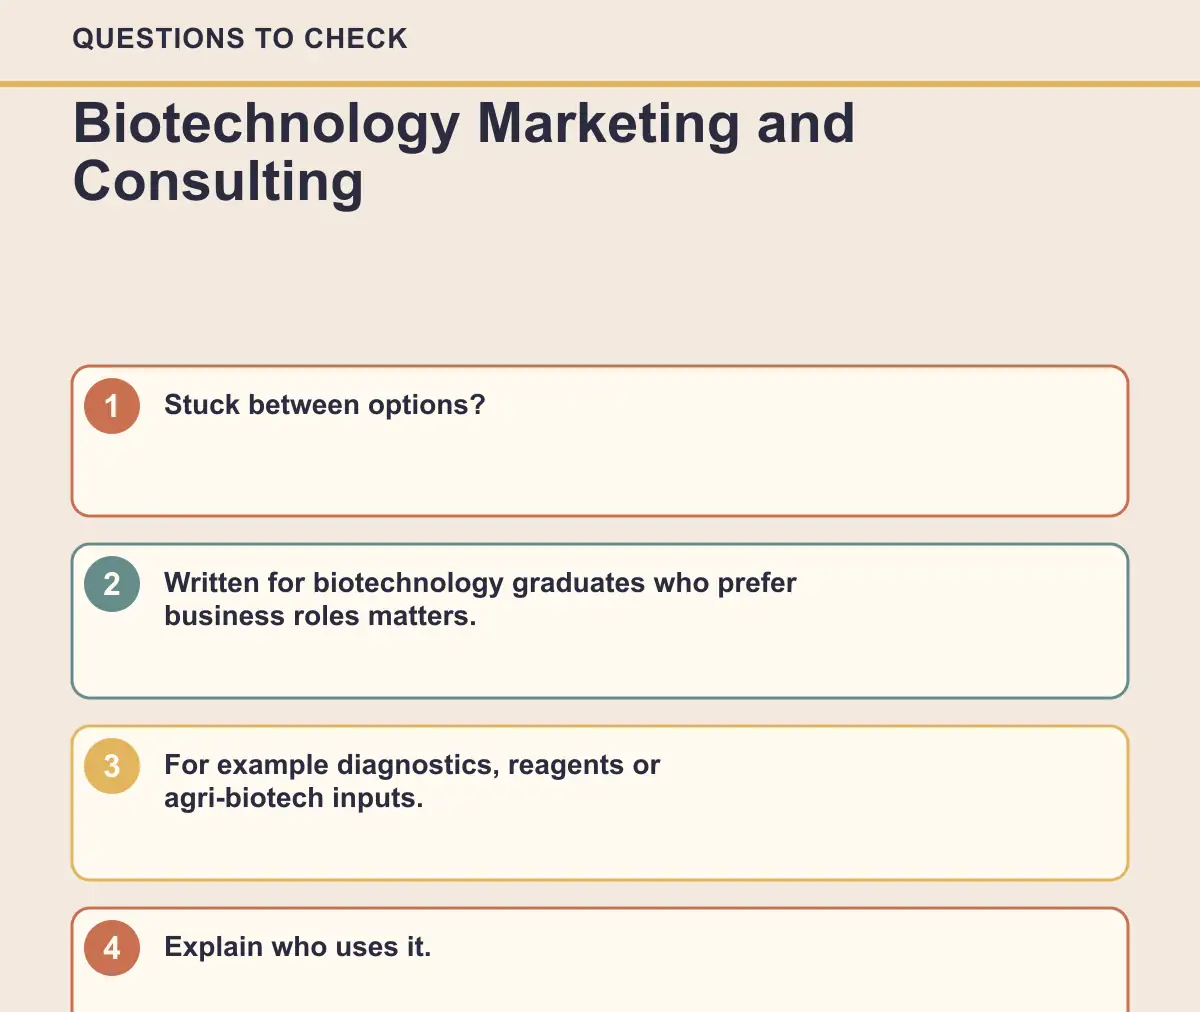 QUESTIONS TO CHECK
Biotechnology Marketing and
Consulting
1
Stuck between options?
2
Written for biotechnology graduates who prefer
business roles matters.
3
For example diagnostics, reagents or
agri-biotech inputs.
4
Explain who uses it.